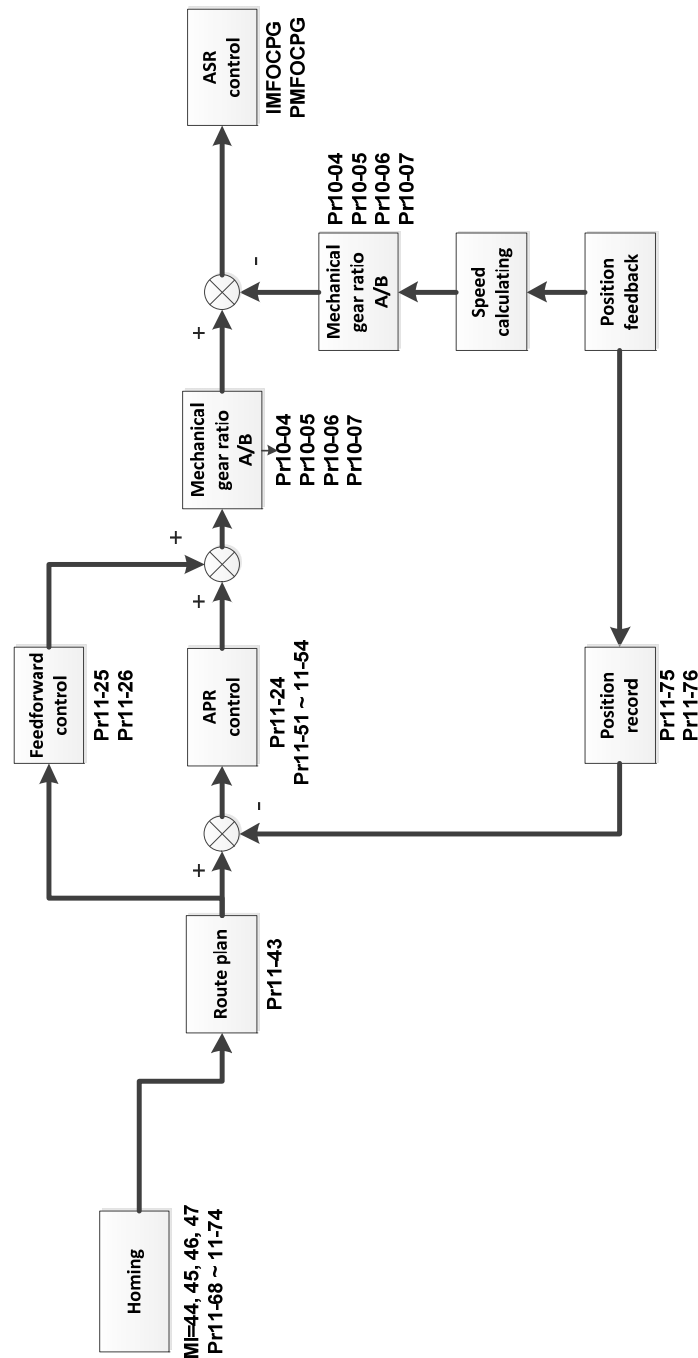 Homing
MI=44, 45, 46, 47
Pr11-68 ~ 11-74
Route plan
Pr11-43
+
-
Feedforward
control
Pr11-25
Pr11-26
APR
control
Pr11-24
Pr11-51 ~ 11-54
+
+
Mechanical
gear ratio
A/B
Pr10-04
Pr10-05
Pr10-06
Pr10-07
+
-
ASR
control
IMFOCPG
PMFOCPG
Mechanical
gear ratio
A/B
Pr10-04
Pr10-05
Pr10-06
Pr10-07
Speed
calculating
Position
feedback
Position
record
Pr11-75
Pr11-76